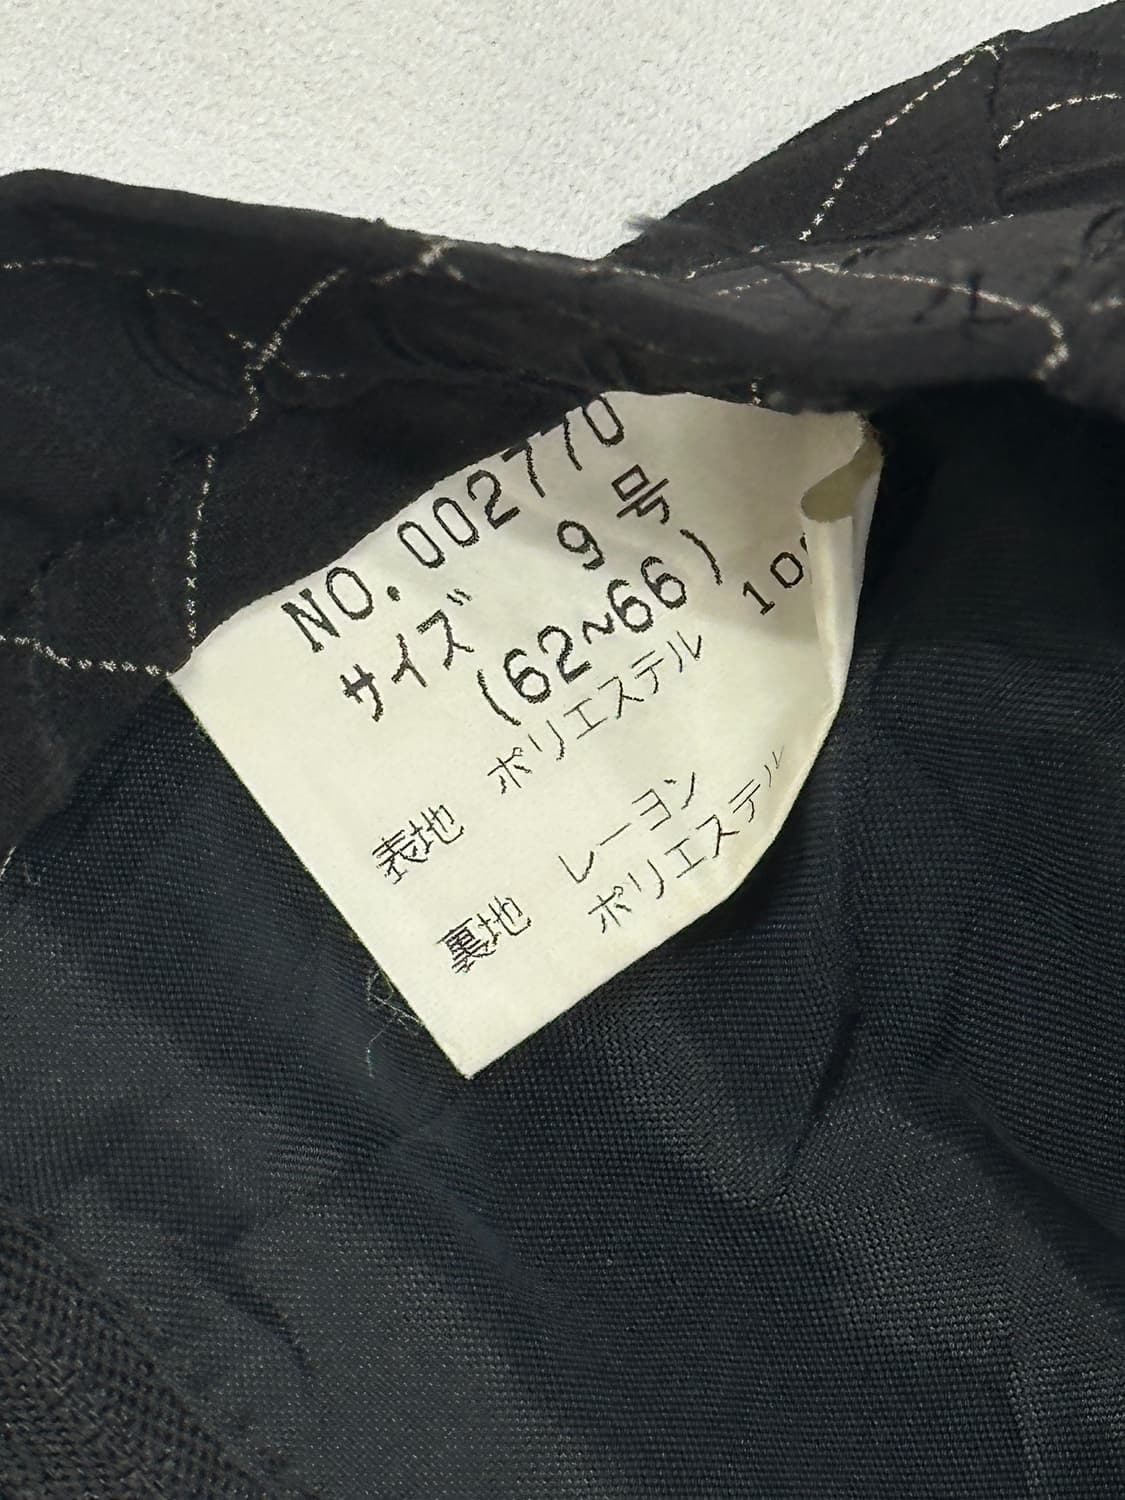 NO.002770
サイズ 9号
(62~66)
表地 ポリエステル 10
裏地 レーヨン
ポリエステル